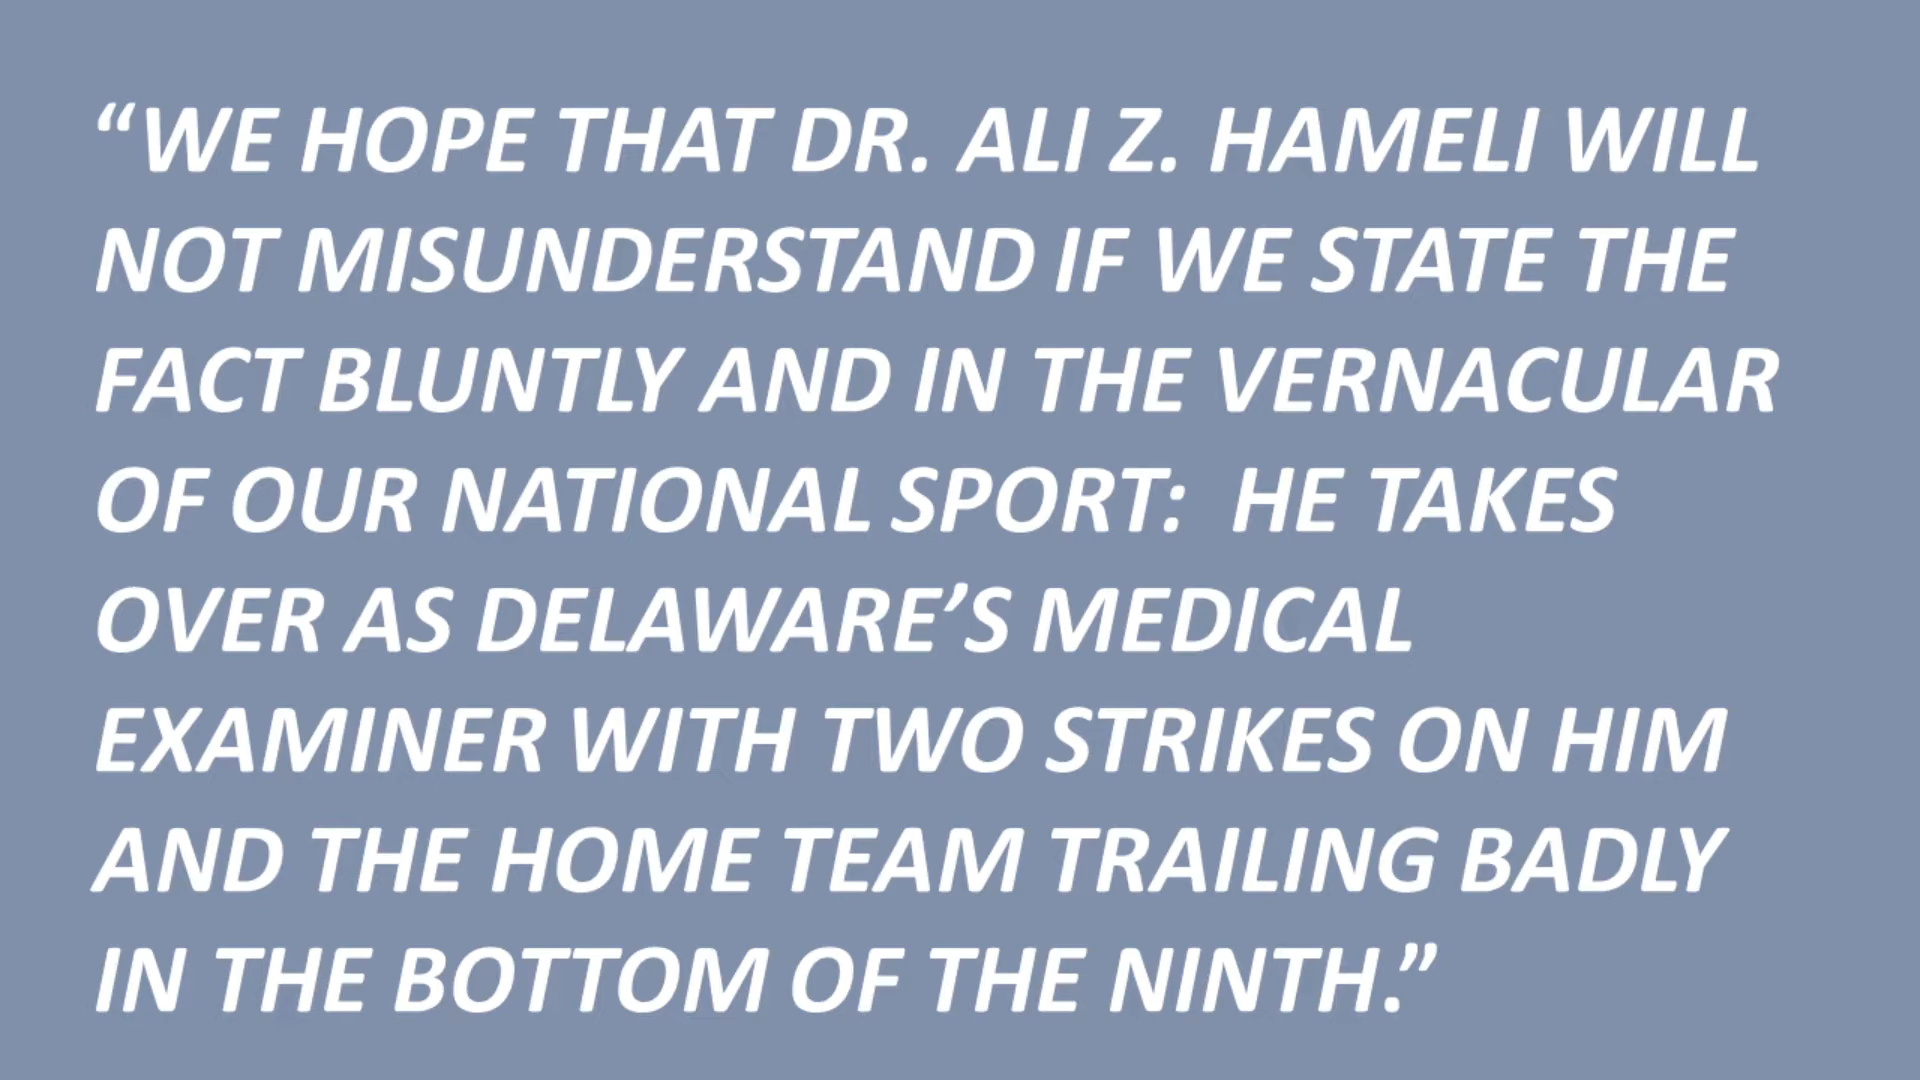 “WE HOPE THAT DR. ALI Z. HAMELI WILL
NOT MISUNDERSTAND IF WE STATE THE
FACT BLUNTLY AND IN THE VERNACULAR
OF OUR NATIONAL SPORT:  HE TAKES
OVER AS DELAWARE’S MEDICAL
EXAMINER WITH TWO STRIKES ON HIM
AND THE HOME TEAM TRAILING BADLY
IN THE BOTTOM OF THE NINTH.”